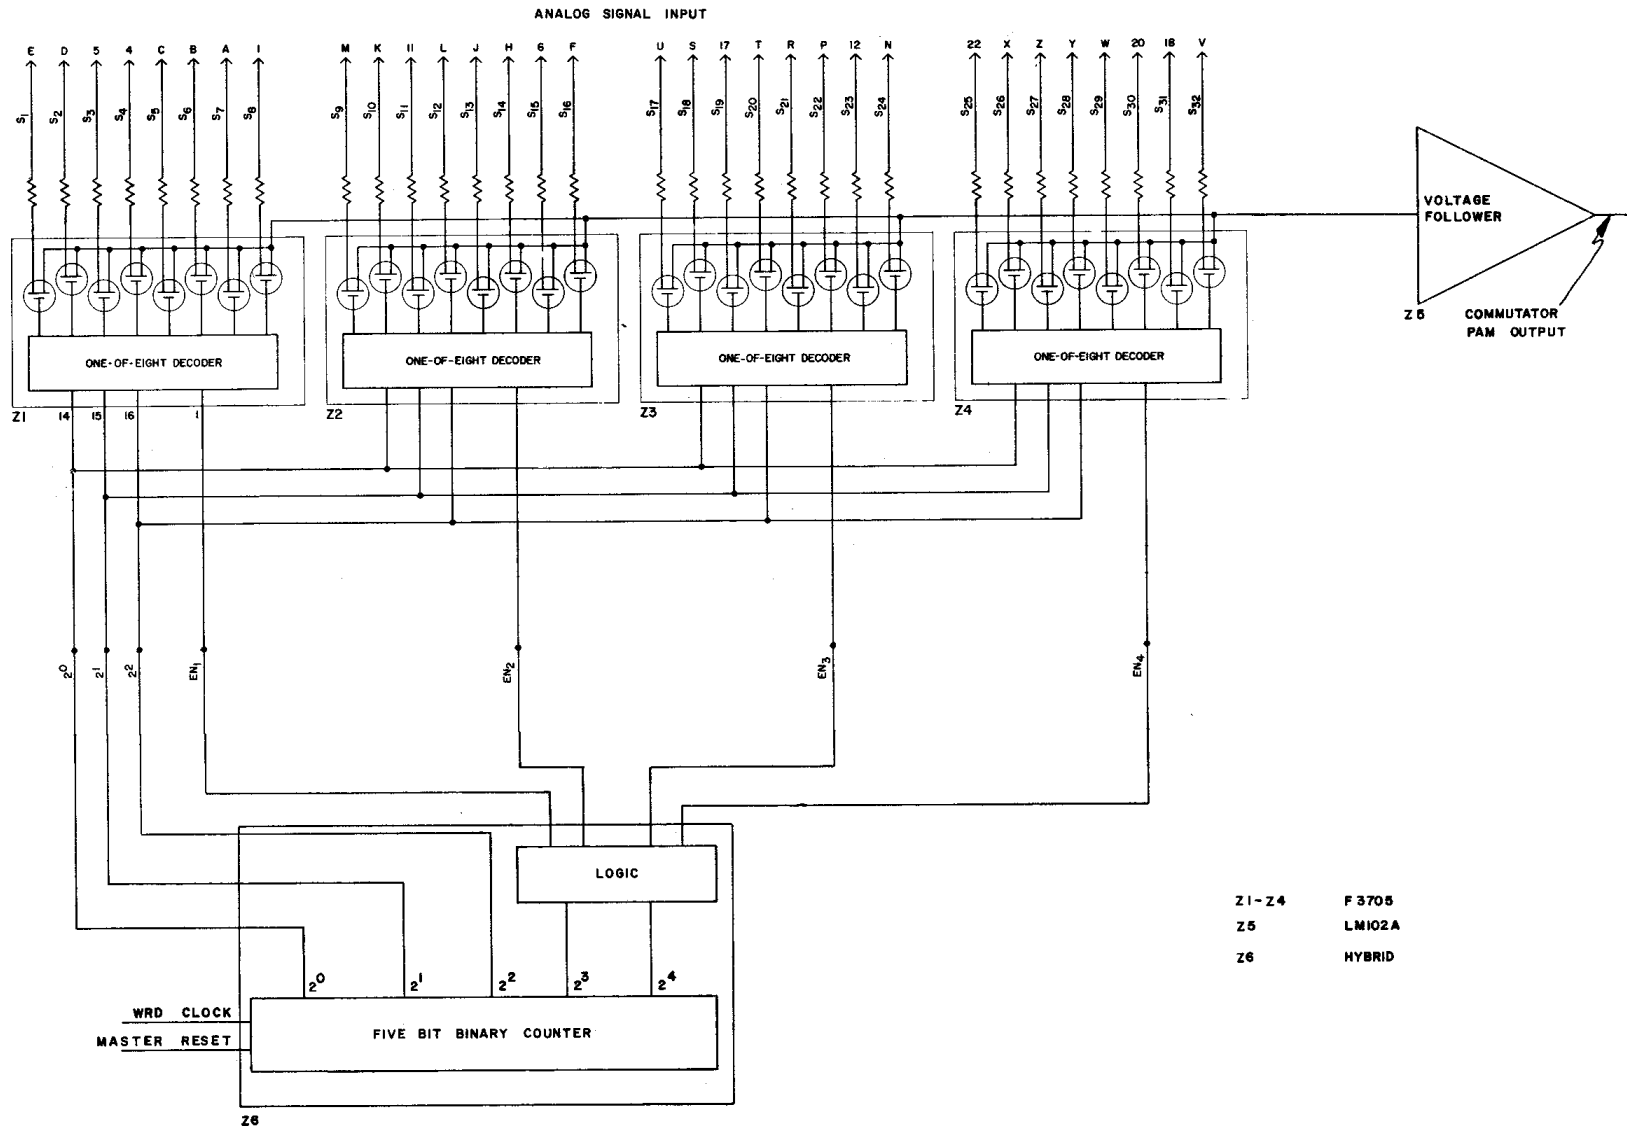 ANALOG SIGNAL INPUT
E D 5 4 C B A 1 M K 11 L J H G F U S 17 T R P 12 N 22 X Z Y W 20 18 V
S1 S2 S3 S4 S5 S6 S7 S8 S9 S10 S11 S12 S13 S14 S15 S16 S17 S18 S19 S20 S21 S22 S23 S24 S25 S26 S27 S28 S29 S30 S31 S32
VOLTAGE
FOLLOWER
Z5
COMMUTATOR
PAM OUTPUT
ONE-OF-EIGHT DECODER
ONE-OF-EIGHT DECODER
ONE-OF-EIGHT DECODER
ONE-OF-EIGHT DECODER
Z1 14 15 16 1 Z2 Z3 Z4
2^0 2^1 2^2 EN1 EN2 EN3 EN4
LOGIC
2^0 2^1 2^2 2^3 2^4
WRD CLOCK
MASTER RESET
FIVE BIT BINARY COUNTER
Z6
Z1-Z4 F3705
Z5 LM102A
Z6 HYBRID